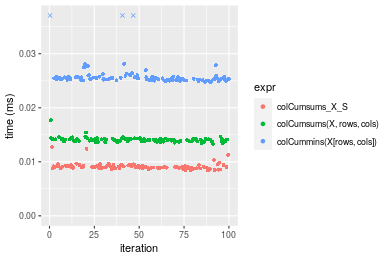 0.03
0.02
0.01
0.00
time (ms)
0
25
50
75
100
iteration
expr
colCumsums_X_S
colCumsums(X, rows, cols)
colCummins(X[rows, cols])